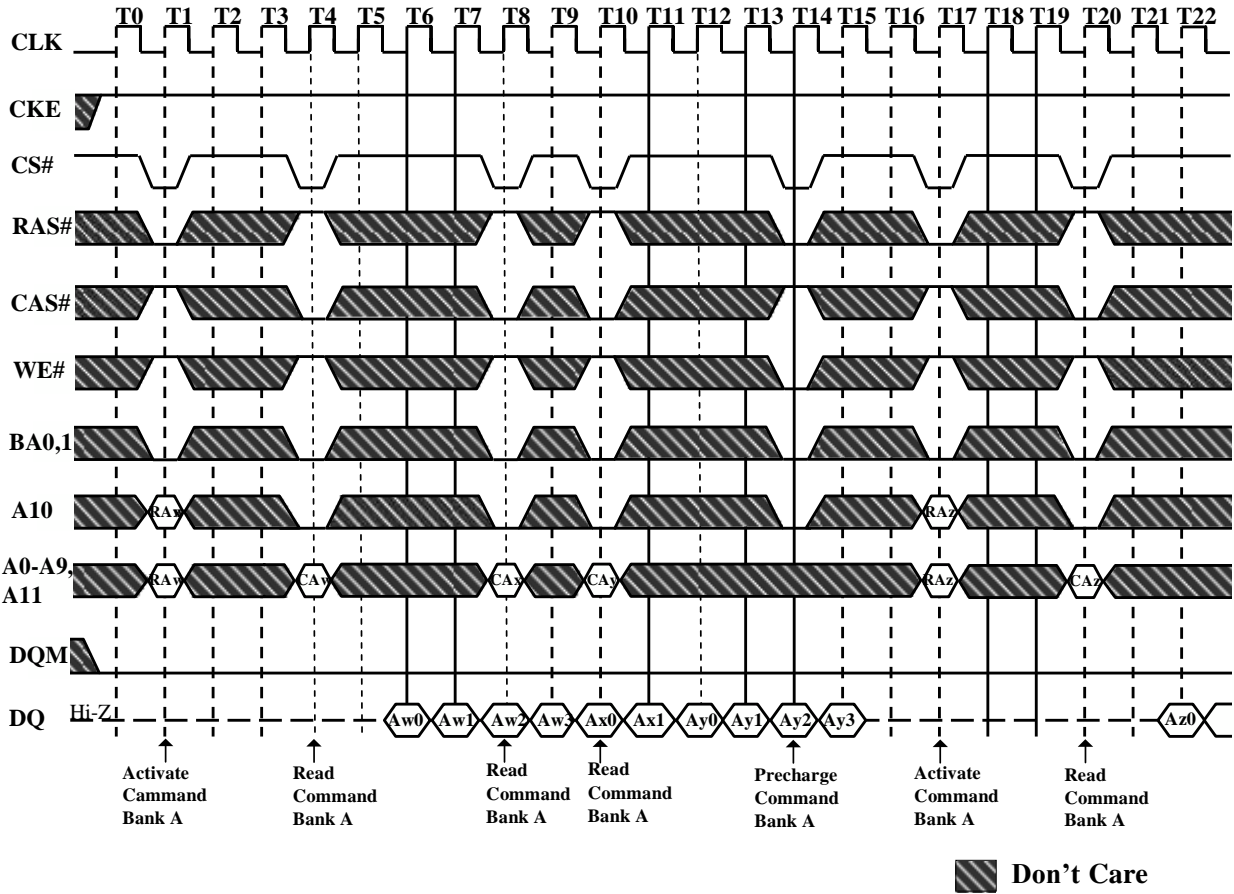 T0 T1 T2 T3 T4 T5 T6 T7 T8 T9 T10 T11 T12 T13 T14 T15 T16 T17 T18 T19 T20 T21 T22
CLK
CKE
CS#
RAS#
CAS#
WE#
BA0,1
A10
RAx
RAz
A0-A9,
A11
RAw
CAw
CAx
CAy
RAz
CAz
DQM
DQ
Hi-Z
Aw0 Aw1 Aw2 Aw3 Ax0 Ax1 Ay0 Ay1 Ay2 Ay3 Az0
Activate
Cammand
Bank A
Read
Command
Bank A
Read
Command
Bank A
Read
Command
Bank A
Precharge
Command
Bank A
Activate
Command
Bank A
Read
Command
Bank A
Don't Care